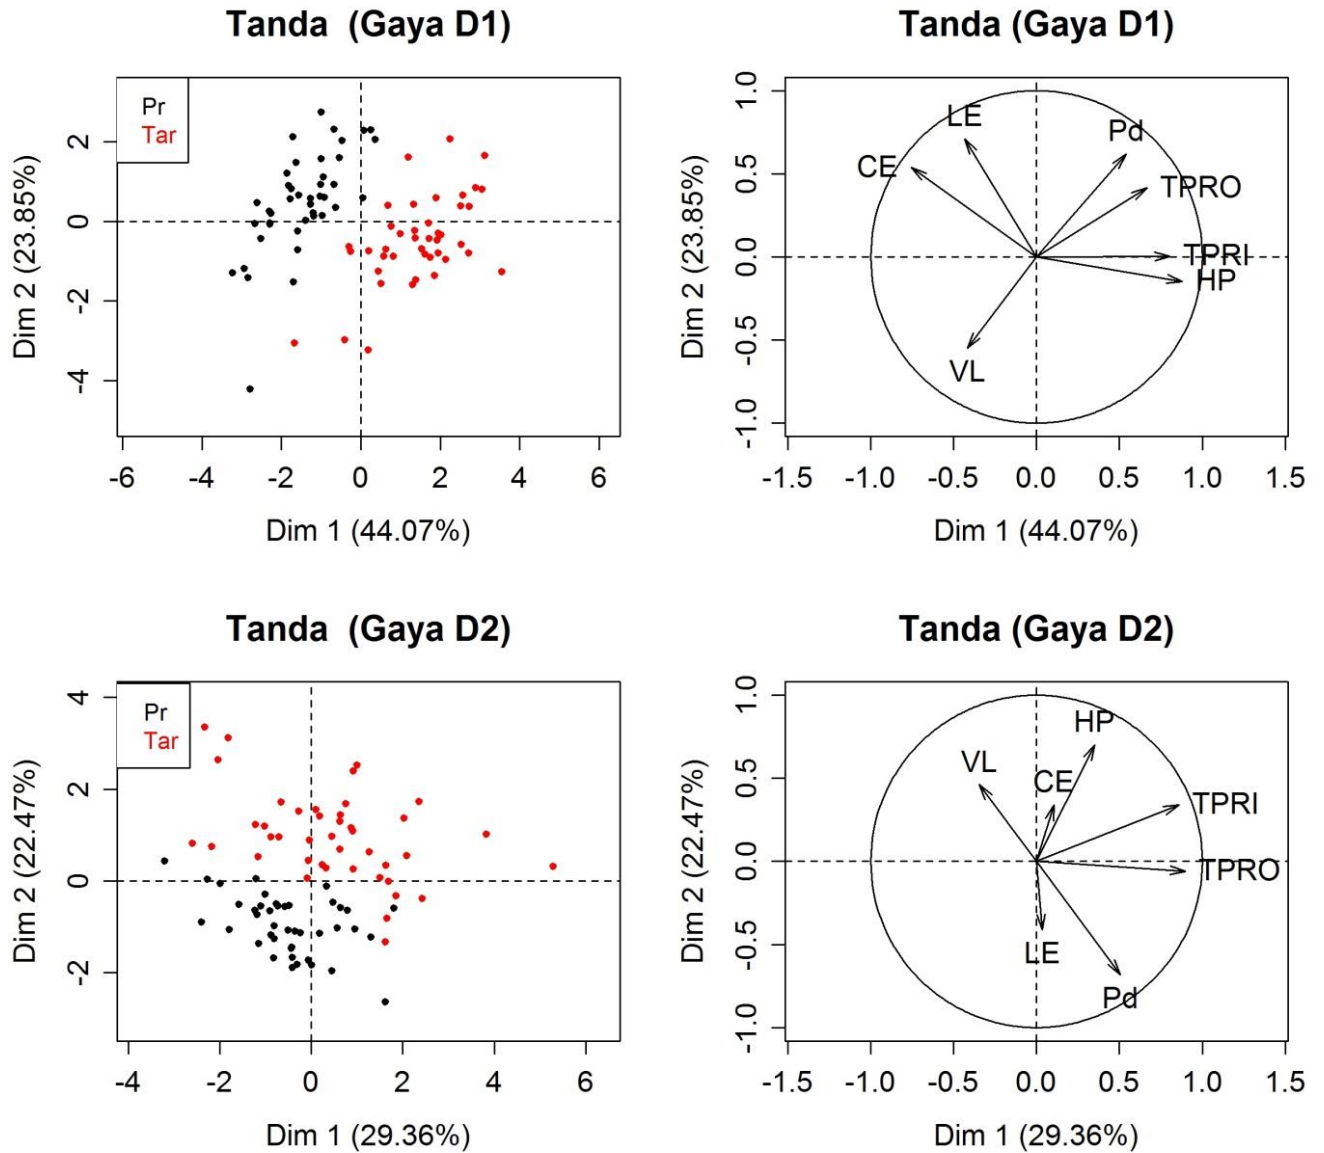 Tanda  (Gaya D1)
Pr
Tar
Dim 2 (23.85%)
2
0
-2
-4
-6 -4 -2 0 2 4 6
Dim 1 (44.07%)
Tanda (Gaya D1)
Dim 2 (23.85%)
1.0
0.5
0.0
-0.5
-1.0
LE
Pd
CE
TPRO
TPRI
HP
VL
-1.5 -1.0 -0.5 0.0 0.5 1.0 1.5
Dim 1 (44.07%)
Tanda  (Gaya D2)
Pr
Tar
Dim 2 (22.47%)
4
2
0
-2
-4 -2 0 2 4 6
Dim 1 (29.36%)
Tanda (Gaya D2)
Dim 2 (22.47%)
1.0
0.5
0.0
-0.5
-1.0
HP
VL
CE
TPRI
TPRO
LE
Pd
-1.5 -1.0 -0.5 0.0 0.5 1.0 1.5
Dim 1 (29.36%)